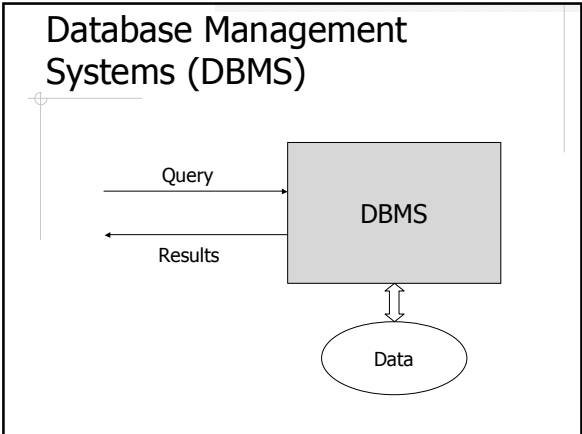 Database Management
Systems (DBMS)
Query
DBMS
Results
Data